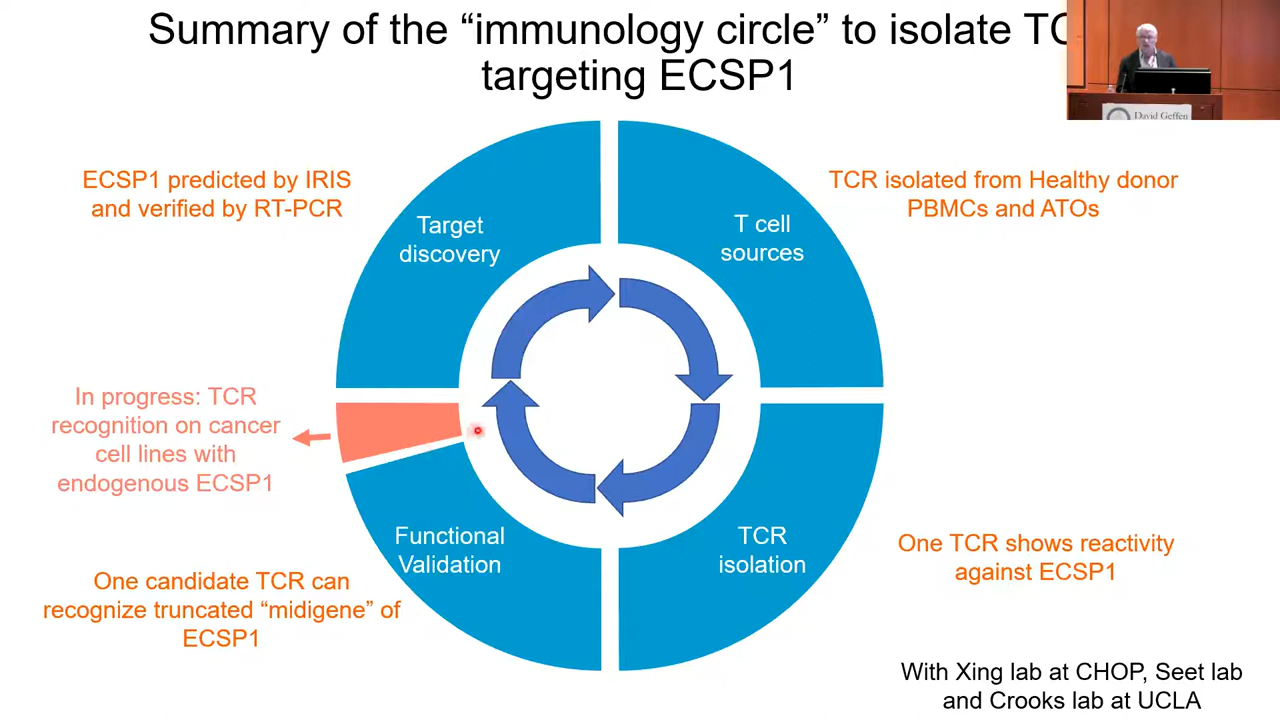 Summary of the “immunology circle” to isolate
targeting ECSP1
David Geffen
ECSP1 predicted by IRIS
and verified by RT-PCR
TCR isolated from Healthy donor
PBMCs and ATOs
Target
discovery
T cell
sources
In progress: TCR
recognition on cancer
cell lines with
endogenous ECSP1
Functional
Validation
TCR
isolation
One TCR shows reactivity
against ECSP1
One candidate TCR can
recognize truncated “midigene” of
ECSP1
With Xing lab at CHOP, Seet lab
and Crooks lab at UCLA